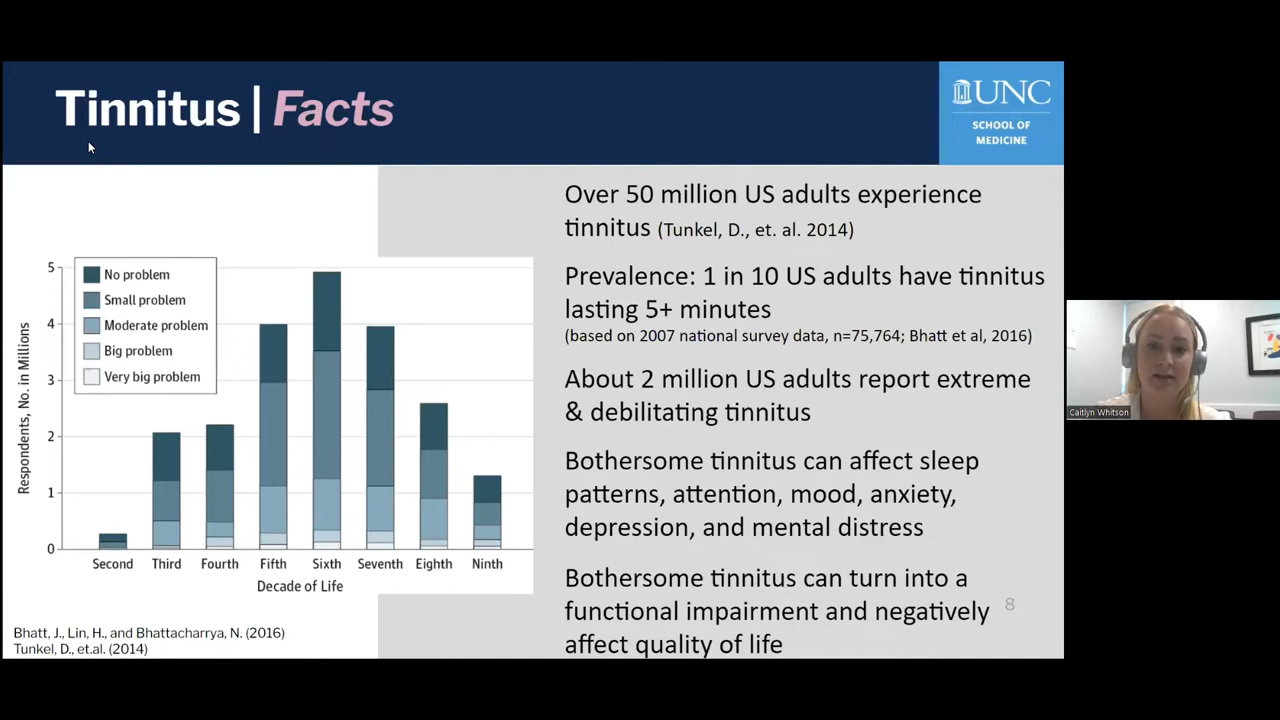 Tinnitus | Facts
UNC
SCHOOL OF
MEDICINE
Over 50 million US adults experience
tinnitus (Tunkel, D., et. al. 2014)
Prevalence: 1 in 10 US adults have tinnitus
lasting 5+ minutes
(based on 2007 national survey data, n=75,764; Bhatt et al, 2016)
About 2 million US adults report extreme
& debilitating tinnitus
Bothersome tinnitus can affect sleep
patterns, attention, mood, anxiety,
depression, and mental distress
Bothersome tinnitus can turn into a
functional impairment and negatively
affect quality of life
8
No problem
Small problem
Moderate problem
Big problem
Very big problem
Respondents, No. in Millions
5
4
3
2
1
0
Second Third Fourth Fifth Sixth Seventh Eighth Ninth
Decade of Life
Bhatt, J., Lin, H., and Bhattacharrya, N. (2016)
Tunkel, D., et.al. (2014)
Caitlyn Whitson